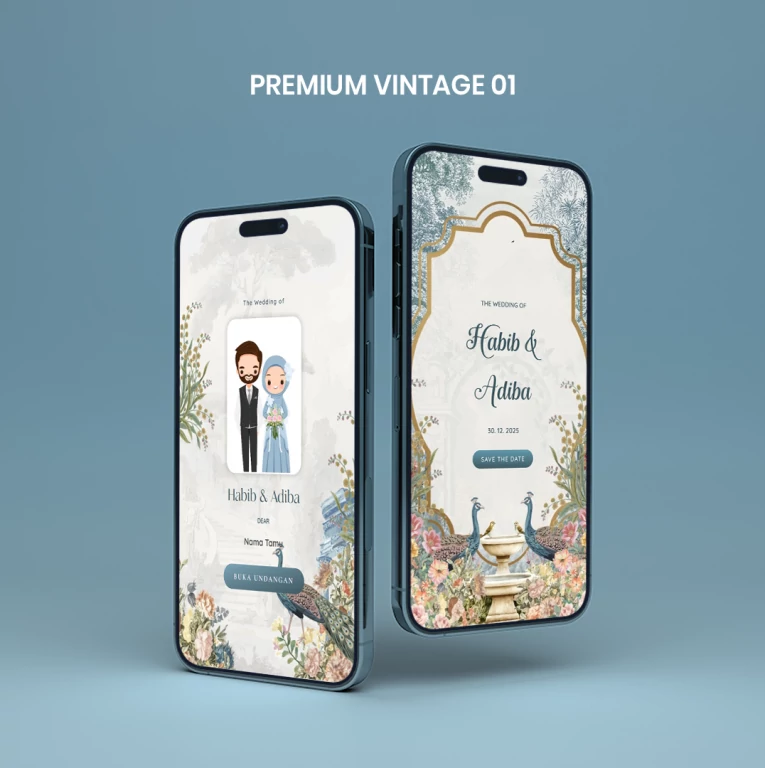 PREMIUM VINTAGE 01
The Wedding of
Habib & Adiba
DEAR
Nama Tamu
BUKA UNDANGAN
THE WEDDING OF
Habib &
Adiba
30. 12. 2025
SAVE THE DATE